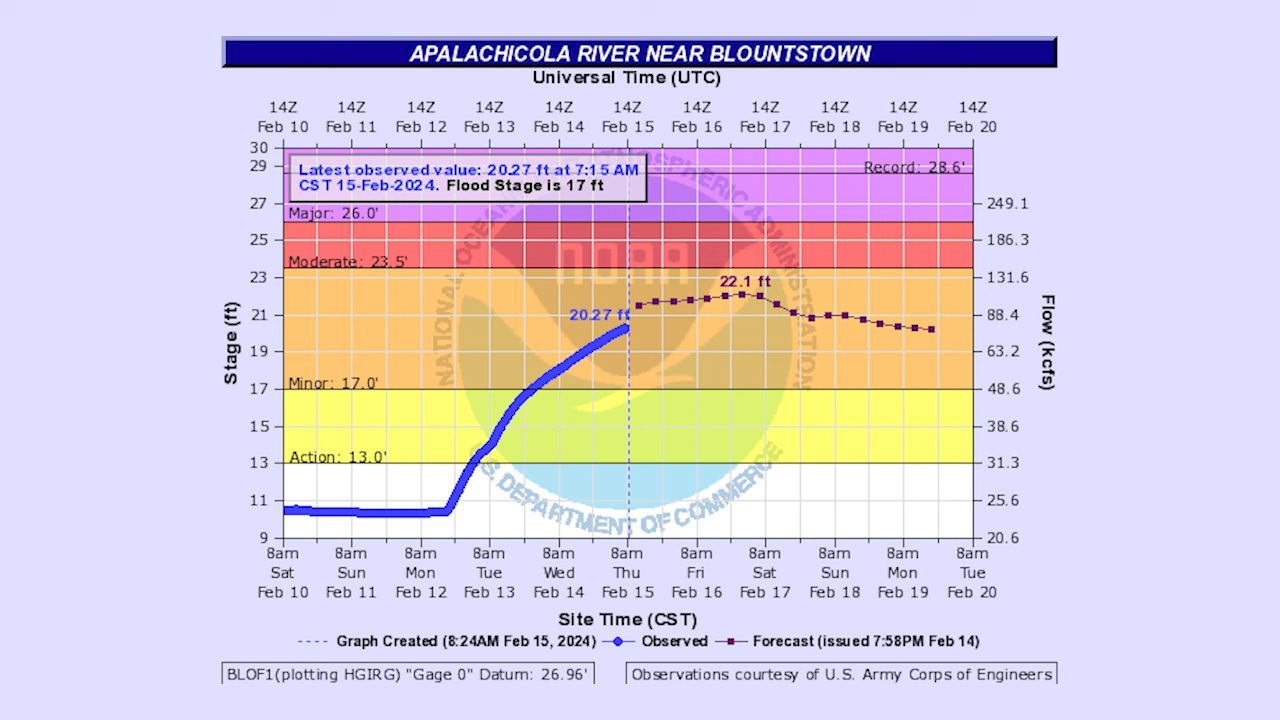 APALACHICOLA RIVER NEAR BLOUNTSTOWN
Universal Time (UTC)
14Z 14Z 14Z 14Z 14Z 14Z 14Z 14Z 14Z 14Z 14Z
Feb 10 Feb 11 Feb 12 Feb 13 Feb 14 Feb 15 Feb 16 Feb 17 Feb 18 Feb 19 Feb 20
Latest observed value: 20.27 ft at 7:15 AM
CST 15-Feb-2024. Flood Stage is 17 ft
Record: 28.6'
Major: 26.0'
Moderate: 23.5'
Minor: 17.0'
Action: 13.0'
22.1 ft
20.27 ft
NATIONAL OCEANIC AND ATMOSPHERIC ADMINISTRATION
NOAA
U.S. DEPARTMENT OF COMMERCE
Stage (ft)
30
29
27
25
23
21
19
17
15
13
11
9
Flow (kcfs)
249.1
186.3
131.6
88.4
63.2
48.6
38.6
31.3
25.6
20.6
8am 8am 8am 8am 8am 8am 8am 8am 8am 8am 8am
Sat Sun Mon Tue Wed Thu Fri Sat Sun Mon Tue
Feb 10 Feb 11 Feb 12 Feb 13 Feb 14 Feb 15 Feb 16 Feb 17 Feb 18 Feb 19 Feb 20
Site Time (CST)
Graph Created (8:24AM Feb 15, 2024) Observed Forecast (issued 7:58PM Feb 14)
BLOF1(plotting HGIRG) "Gage 0" Datum: 26.96'
Observations courtesy of U.S. Army Corps of Engineers